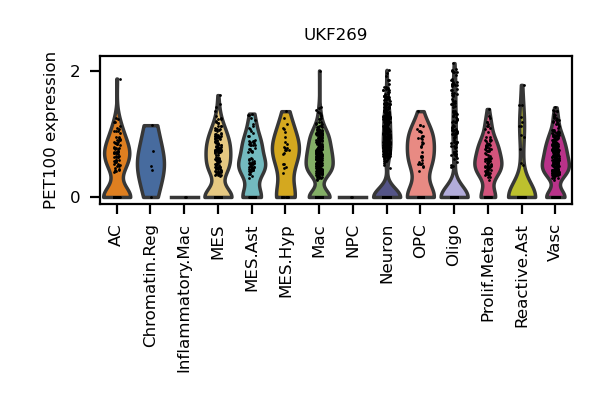 UKF269
PET100 expression
2
0
AC
Chromatin.Reg
Inflammatory.Mac
MES
MES.Ast
MES.Hyp
Mac
NPC
Neuron
OPC
Oligo
Prolif.Metab
Reactive.Ast
Vasc